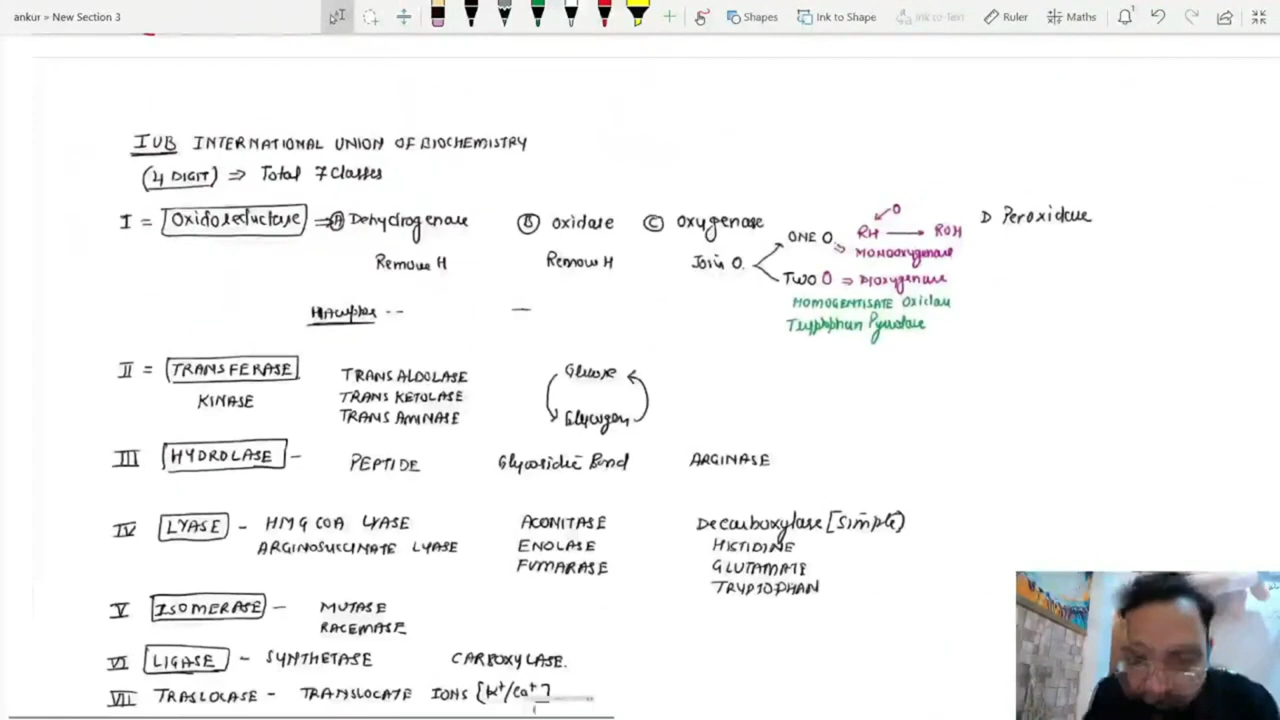 ankur > New Section 3
Shapes Ink to Shape Ink to Text Ruler Maths
IUB INTERNATIONAL UNION OF BIOCHEMISTRY
(4 DIGIT) ⇒ Total 7 Classes
I = Oxidoreductase ⇒ A Dehydrogenase B oxidase C oxygenase D Peroxidase
Remove H Remove H Join O.
ONE O
RH → ROH
O
MONOoxygenase
TWO O ⇒ Dioxygenase
HOMOGENTISATE Oxidase
Tryptophan Pyrrolase
II = TRANSFERASE
KINASE
TRANS ALDOLASE
TRANS KETOLASE
TRANS AMINASE
Glucose
Glycogen
III HYDROLASE - PEPTIDE Glycosidic Bond ARGINASE
IV LYASE - HMG COA LYASE ACONITASE Decarboxylase [Simple]
ARGINOSUCCINATE LYASE ENOLASE HISTIDINE
FUMARASE GLUTAMATE
TRYPTOPHAN
V ISOMERASE - MUTASE
RACEMASE
VI LIGASE - SYNTHETASE CARBOXYLASE.
VII TRASLOCASE - TRANSLOCATE IONS